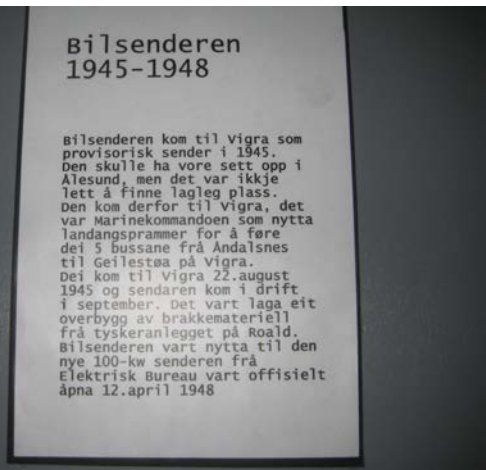 Bilsenderen
1945-1948
Bilsenderen kom til Vigra som
provisorisk sender i 1945.
Den skulle ha vore sett opp i
Ålesund, men det var ikkje
lett å finne lagleg plass.
Den kom derfor til Vigra, det
var Marinekommandoen som nytta
landangsprammer for å føre
dei 5 bussane frå Åndalsnes
til Geilestøa på Vigra.
Dei kom til Vigra 22.august
1945 og sendaren kom i drift
i september. Det vart laga eit
overbygg av brakkemateriell
frå tyskeranlegget på Roald.
Bilsenderen vart nytta til den
nye 100-kw senderen frå
Elektrisk Bureau vart offisielt
åpna 12.april 1948